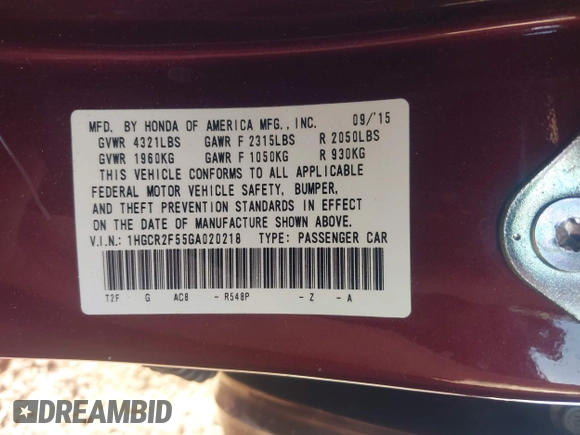 MFD. BY HONDA OF AMERICA MFG., INC. 09/'15
GVWR 4321LBS GAWR F 2315LBS R 2050LBS
GVWR 1960KG GAWR F 1050KG R 930KG
THIS VEHICLE CONFORMS TO ALL APPLICABLE
FEDERAL MOTOR VEHICLE SAFETY, BUMPER,
AND THEFT PREVENTION STANDARDS IN EFFECT
ON THE DATE OF MANUFACTURE SHOWN ABOVE.
V.I.N.: 1HGCR2F55GA020218 TYPE: PASSENGER CAR
T2F G AC8 - R548P - Z - A
DREAMBID